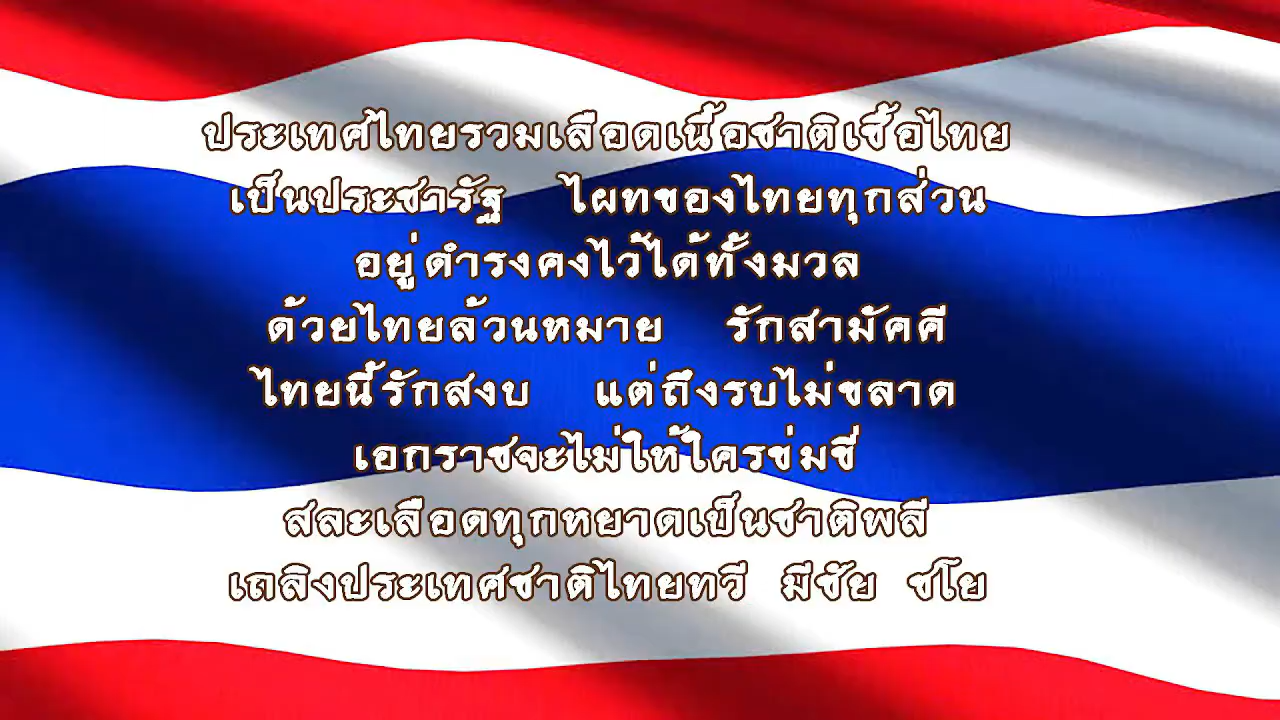 ประเทศไทยรวมเลือดเนื้อชาติเชื้อไทย
เป็นประชารัฐ ไผทของไทยทุกส่วน
อยู่ดำรงคงไว้ได้ทั้งมวล
ด้วยไทยล้วนหมาย รักสามัคคี
ไทยนี้รักสงบ แต่ถึงรบไม่ขลาด
เอกราชจะไม่ให้ใครข่มขี่
สละเลือดทุกหยาดเป็นชาติพลี
เถลิงประเทศชาติไทยทวี มีชัย ชโย